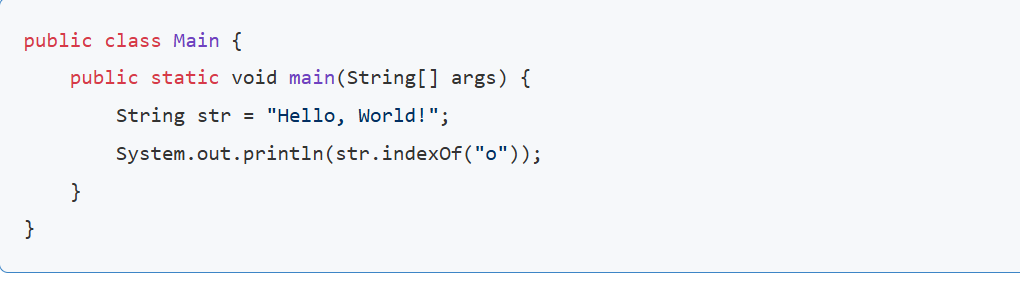 public class Main {
    public static void main(String[] args) {
        String str = "Hello, World!";
        System.out.println(str.indexOf("o"));
    }
}